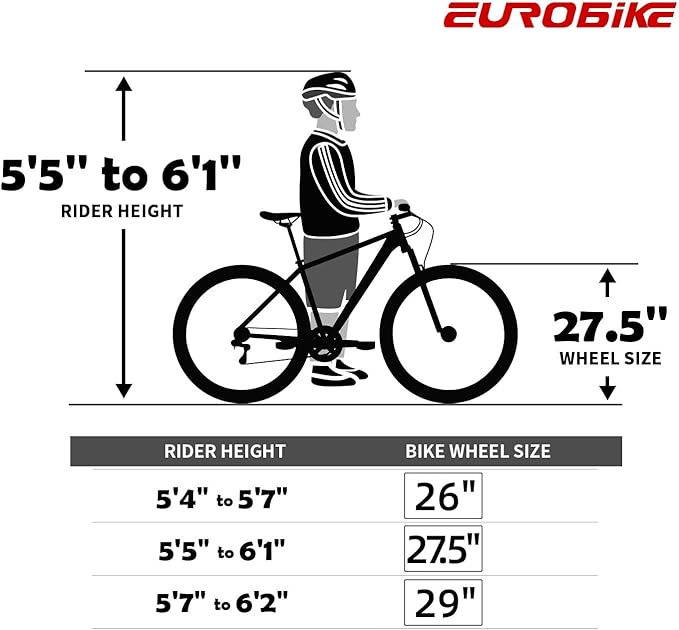 EUROBiKE
5'5" to 6'1"
RIDER HEIGHT
27.5"
WHEEL SIZE
RIDER HEIGHT BIKE WHEEL SIZE
5'4" to 5'7" 26"
5'5" to 6'1" 27.5"
5'7" to 6'2" 29"